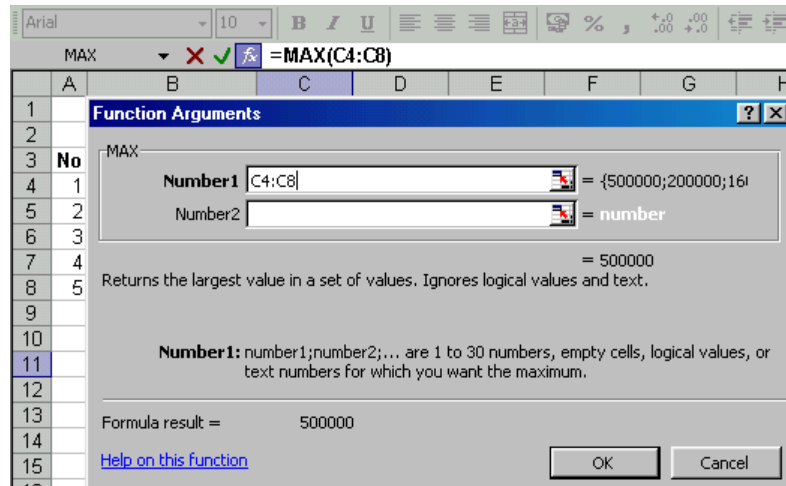 Arial 10 B I U % , .00 .00
MAX =MAX(C4:C8)
A B C D E F G H
1 Function Arguments
2
MAX
3 No
Number1 C4:C8 = {500000;200000;16
4 1
5 2 Number2 = number
6 3
7 4 = 500000
8 5 Returns the largest value in a set of values. Ignores logical values and text.
9
10
Number1: number1;number2;... are 1 to 30 numbers, empty cells, logical values, or
11 text numbers for which you want the maximum.
12
13 Formula result = 500000
14
15 Help on this function OK Cancel